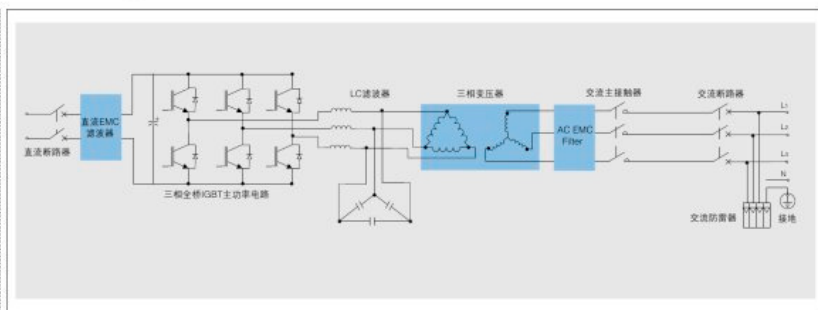 直流断路器
直流EMC
滤波器
三相全桥IGBT主功率电路
LC滤波器
三相变压器
AC EMC
Filter
交流主接触器
交流断路器
L1
L2
L3
N
交流防雷器
接地